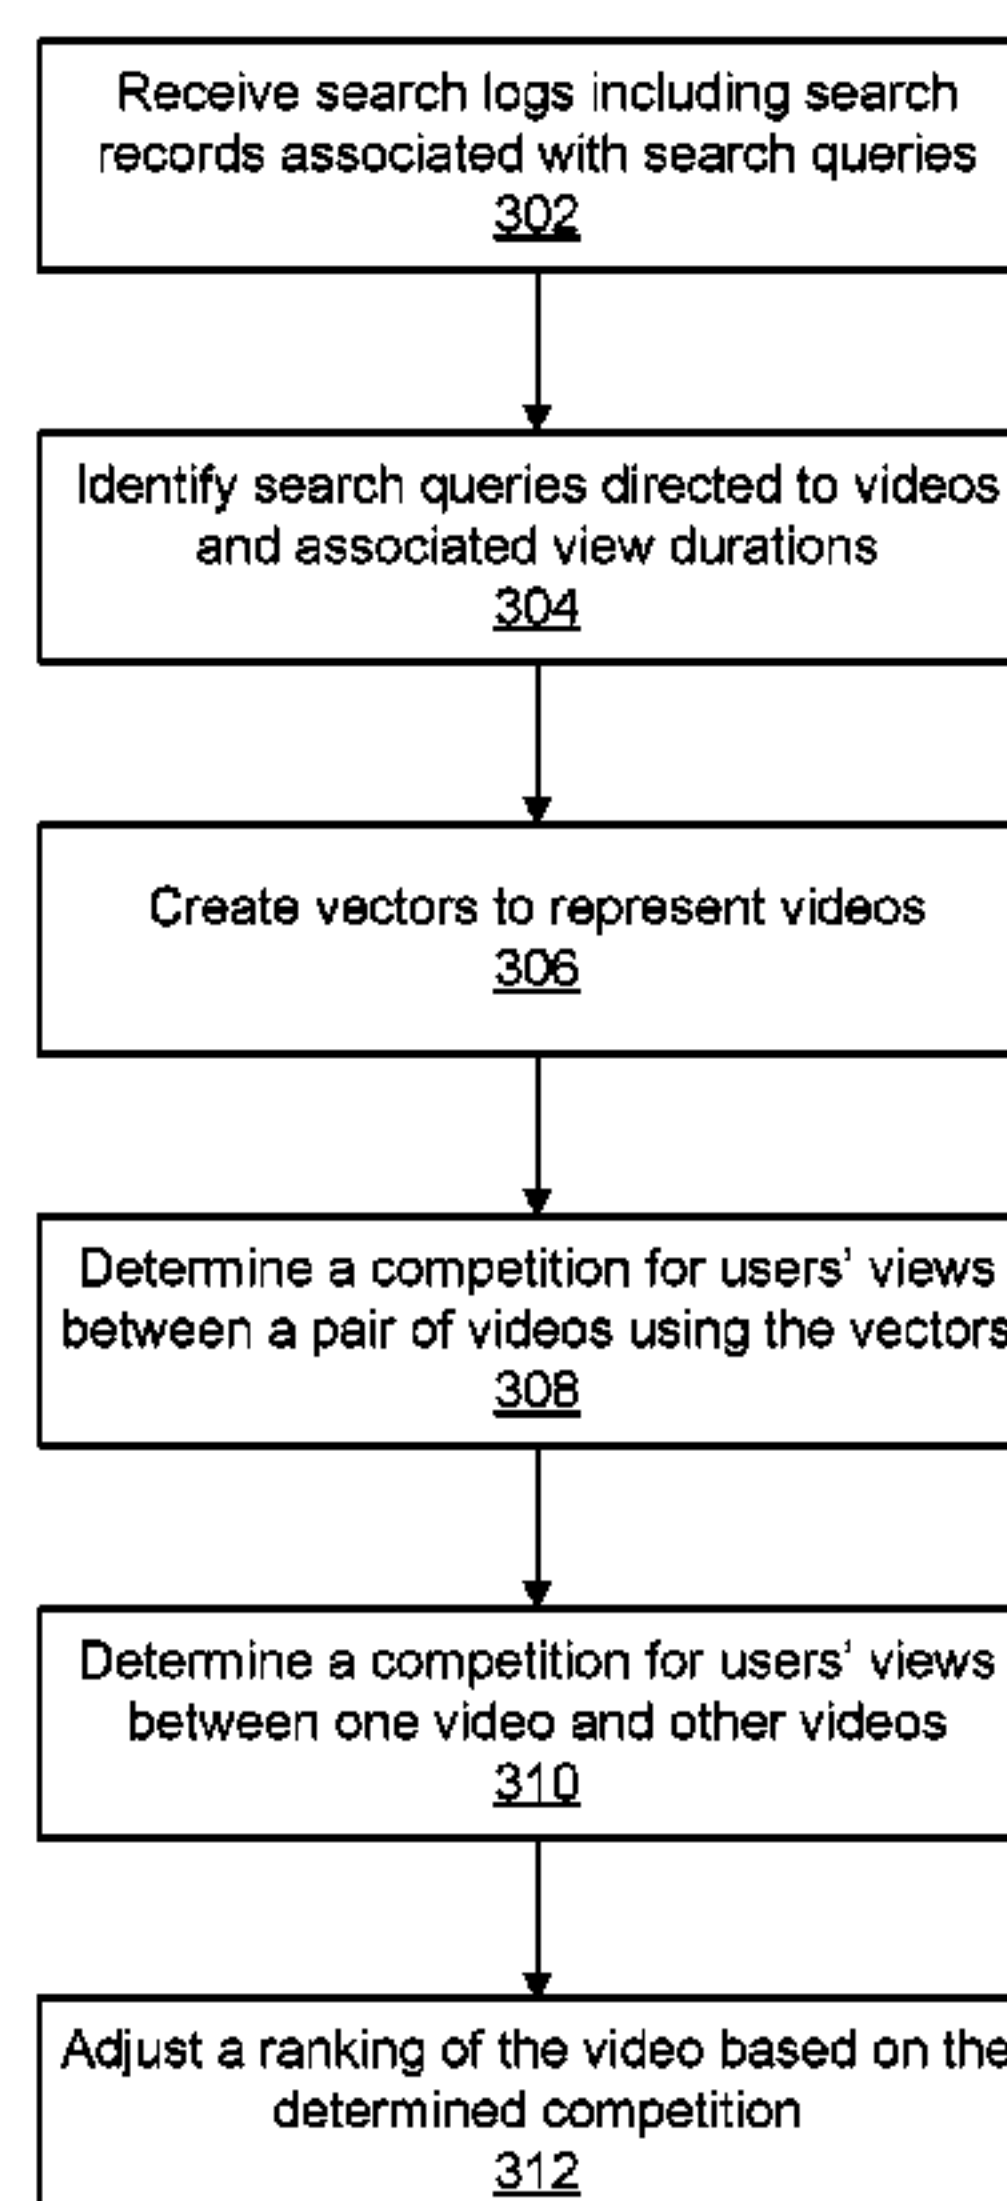 Receive search logs including search
records associated with search queries
302
Identify search queries directed to videos
and associated view durations
304
Create vectors to represent videos
306
Determine a competition for users' views
between a pair of videos using the vectors
308
Determine a competition for users' views
between one video and other videos
310
Adjust a ranking of the video based on the
determined competition
312